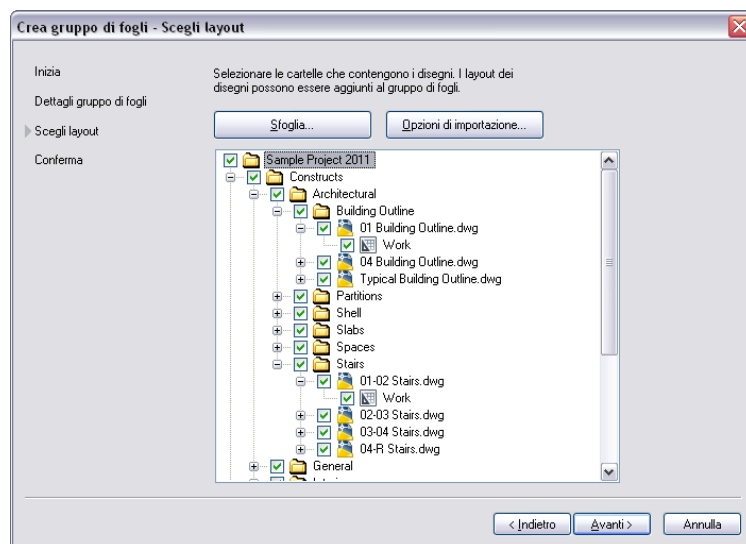 Crea gruppo di fogli - Scegli layout
Inizia
Dettagli gruppo di fogli
Scegli layout
Conferma
Selezionare le cartelle che contengono i disegni. I layout dei
disegni possono essere aggiunti al gruppo di fogli.
Sfoglia...
Opzioni di importazione...
Sample Project 2011
Constructs
Architectural
Building Outline
01 Building Outline.dwg
Work
04 Building Outline.dwg
Typical Building Outline.dwg
Partitions
Shell
Slabs
Spaces
Stairs
01-02 Stairs.dwg
Work
02-03 Stairs.dwg
03-04 Stairs.dwg
04-R Stairs.dwg
General
< Indietro
Avanti >
Annulla